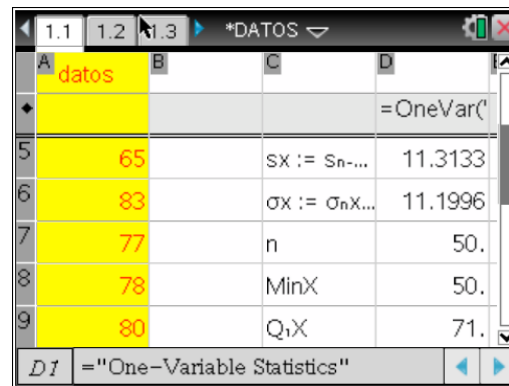 1.1 1.2 1.3 *DATOS
A datos B C D
=OneVar('
5 65 sx := sₙ-... 11.3133
6 83 σx := σₙx... 11.1996
7 77 n 50.
8 78 MinX 50.
9 80 Q₁X 71.
D1 ="One-Variable Statistics"